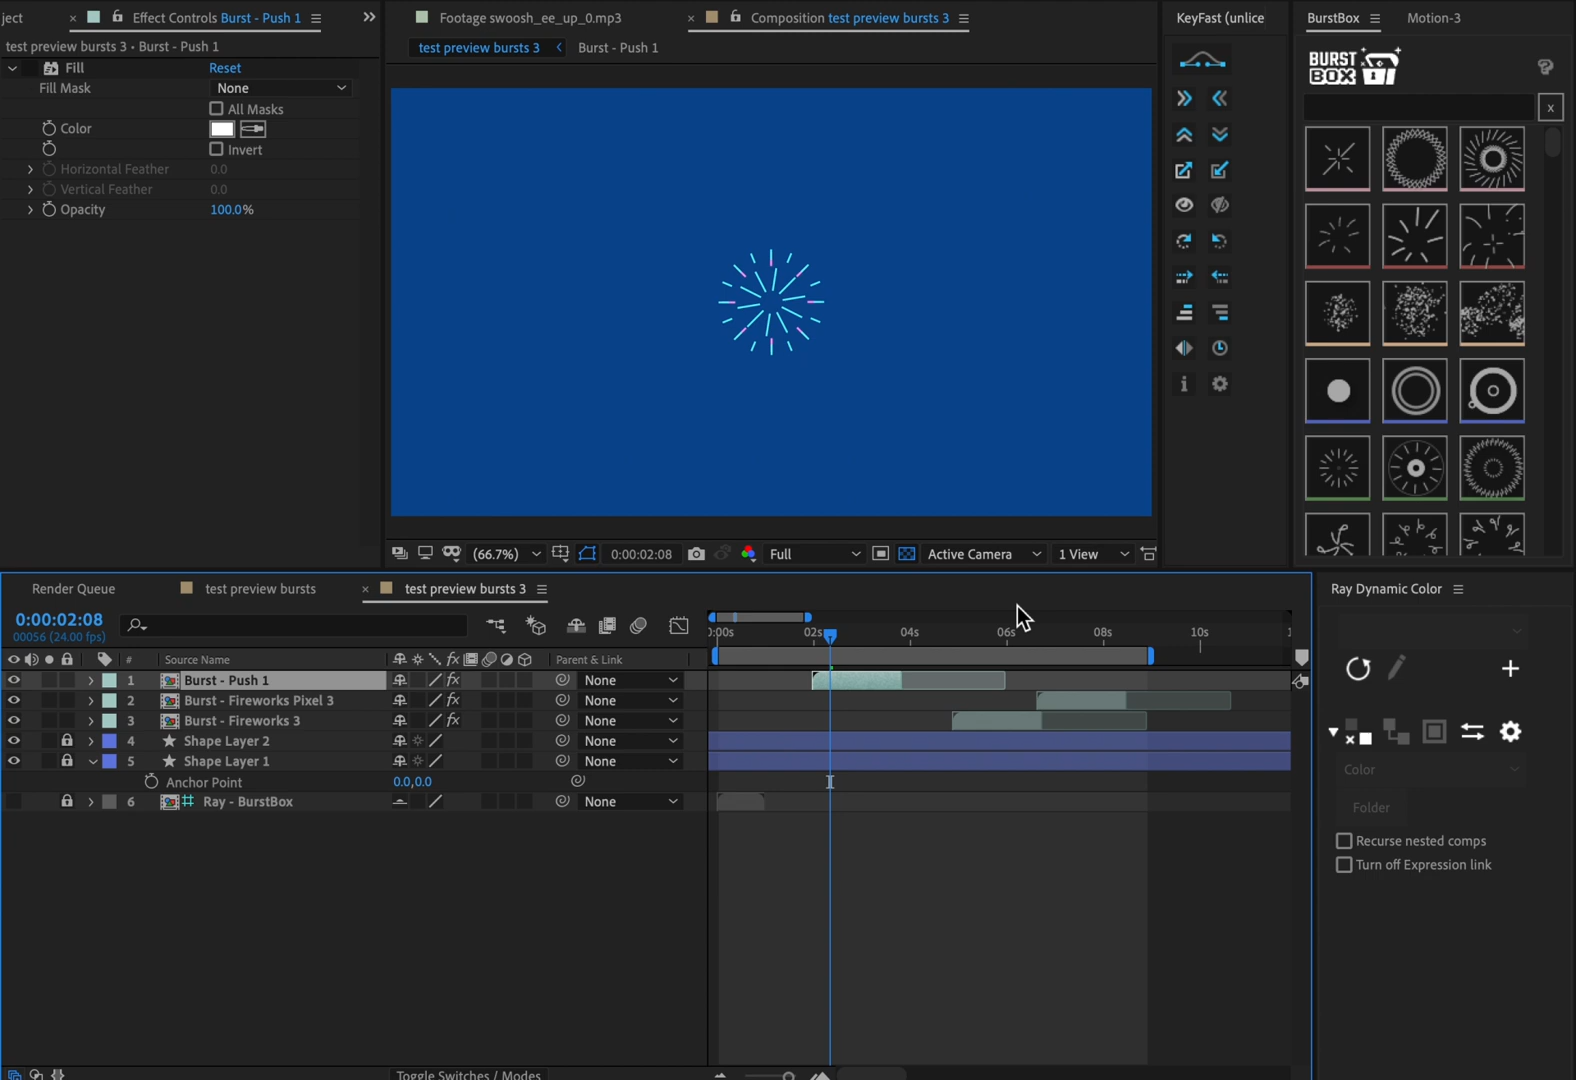 ject
Effect Controls Burst - Push 1
Footage swoosh_ee_up_0.mp3
Composition test preview bursts 3
KeyFast (unlice
BurstBox
Motion-3
test preview bursts 3 • Burst - Push 1
test preview bursts 3
Burst - Push 1
BURST
BOX
Fill
Reset
Fill Mask
None
All Masks
x
Color
Invert
Horizontal Feather
0.0
Vertical Feather
0.0
Opacity
100.0%
(66.7%)
0:00:02:08
Full
Active Camera
1 View
Render Queue
test preview bursts
test preview bursts 3
Ray Dynamic Color
0:00:02:08
00056 (24.00 fps)
0:00s
02s
04s
06s
08s
10s
1
# Source Name
fx
Parent & Link
1
Burst - Push 1
fx
None
2
Burst - Fireworks Pixel 3
fx
None
3
Burst - Fireworks 3
fx
None
4
Shape Layer 2
None
5
Shape Layer 1
None
Anchor Point
0.0,0.0
6
Ray - BurstBox
None
Color
Folder
Recurse nested comps
Turn off Expression link
Toggle Switches / Modes